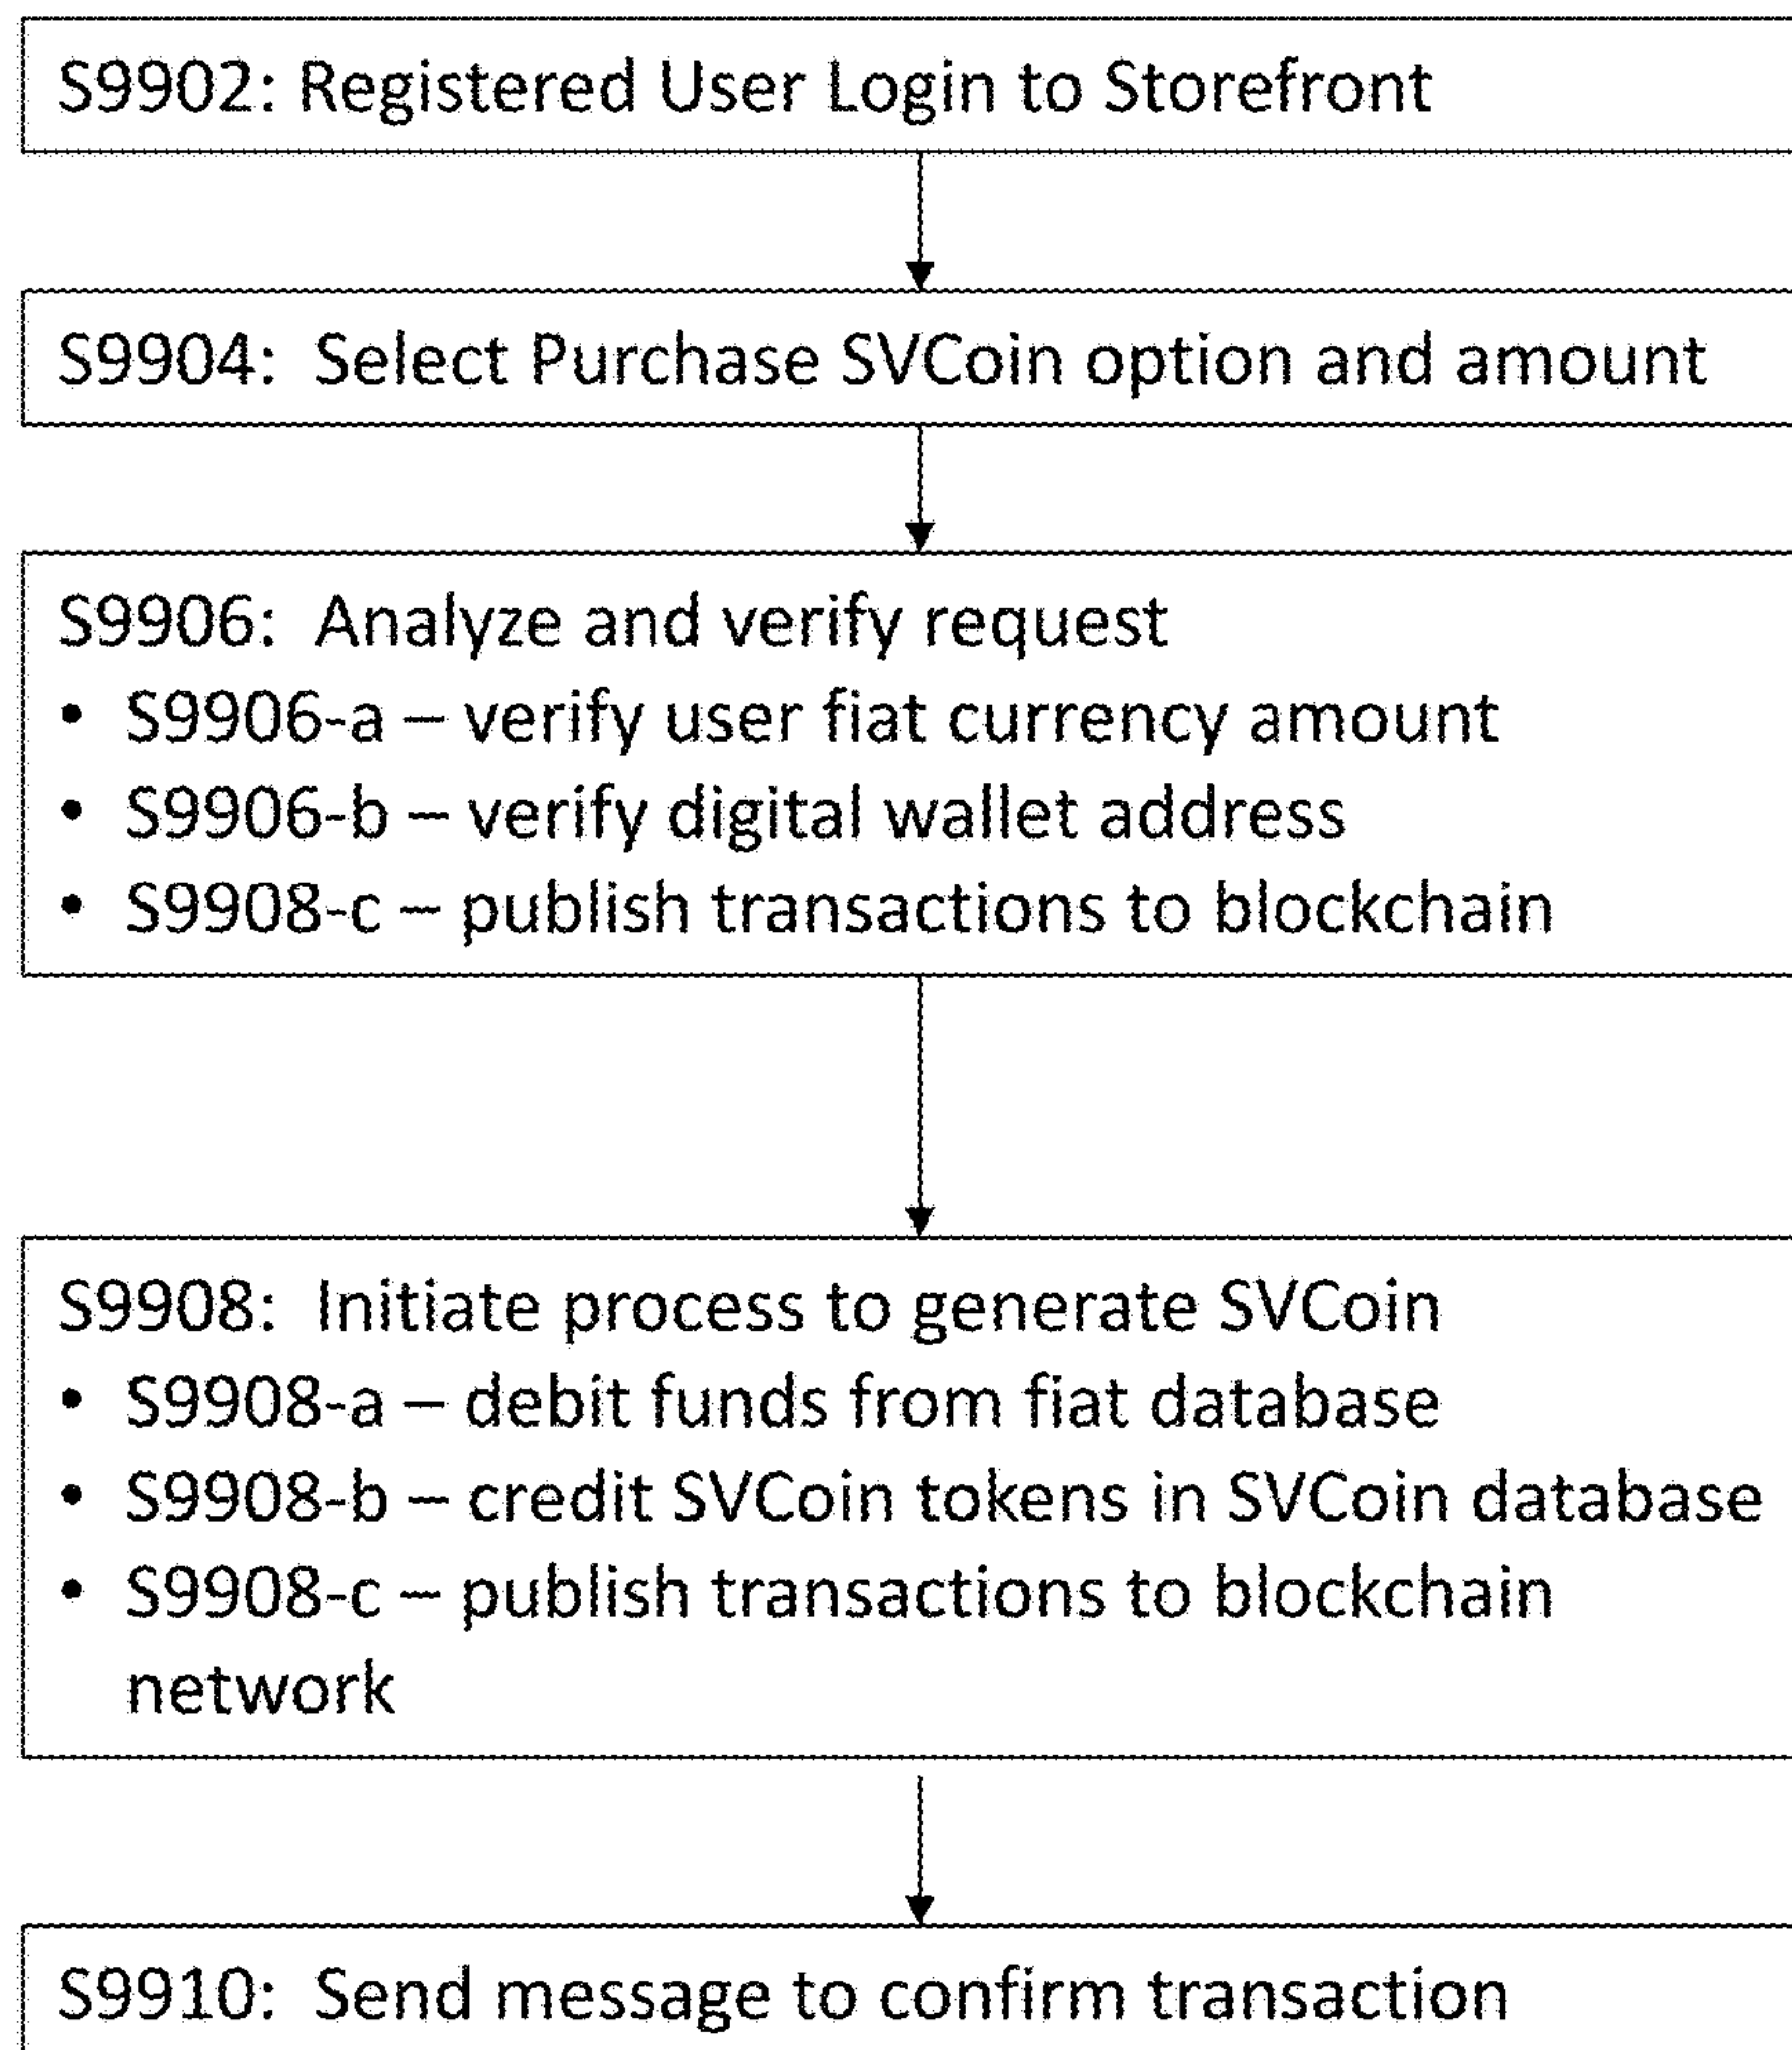 S9902: Registered User Login to Storefront
S9904: Select Purchase SVCoin option and amount
S9906: Analyze and verify request
• S9906-a – verify user fiat currency amount
• S9906-b – verify digital wallet address
• S9908-c – publish transactions to blockchain
S9908: Initiate process to generate SVCoin
• S9908-a – debit funds from fiat database
• S9908-b – credit SVCoin tokens in SVCoin database
• S9908-c – publish transactions to blockchain
network
S9910: Send message to confirm transaction